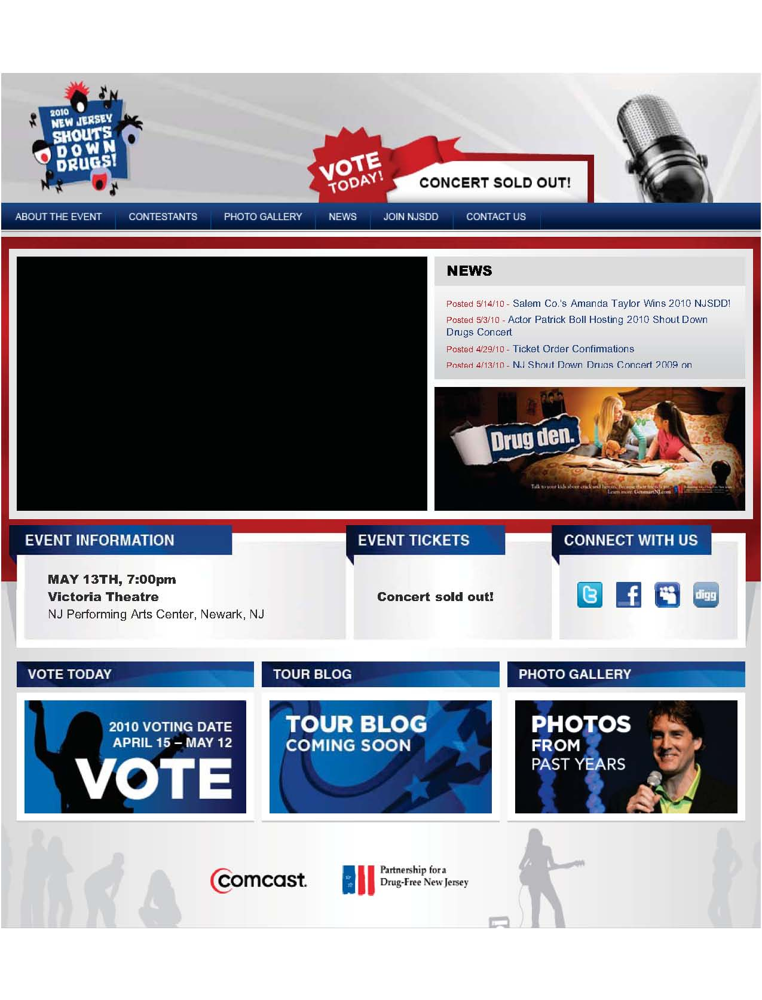 2010
NEW JERSEY
SHOUTS
DOWN
DRUGS!
VOTE
TODAY!
CONCERT SOLD OUT!
ABOUT THE EVENT
CONTESTANTS
PHOTO GALLERY
NEWS
JOIN NJSDD
CONTACT US
NEWS
Posted 5/14/10 - Salem Co.'s Amanda Taylor Wins 2010 NJSDD!
Posted 5/3/10 - Actor Patrick Boll Hosting 2010 Shout Down
Drugs Concert
Posted 4/29/10 - Ticket Order Confirmations
Posted 4/13/10 - NJ Shout Down Drugs Concert 2009 on
Drug den.
Talk to your kids about crack and heroin. Because their friends are.
Learn more. GetsmartNJ.com
EVENT INFORMATION
MAY 13TH, 7:00pm
Victoria Theatre
NJ Performing Arts Center, Newark, NJ
EVENT TICKETS
Concert sold out!
CONNECT WITH US
digg
VOTE TODAY
2010 VOTING DATE
APRIL 15 – MAY 12
VOTE
TOUR BLOG
TOUR BLOG
COMING SOON
PHOTO GALLERY
PHOTOS
FROM
PAST YEARS
comcast.
Partnership for a
Drug-Free New Jersey